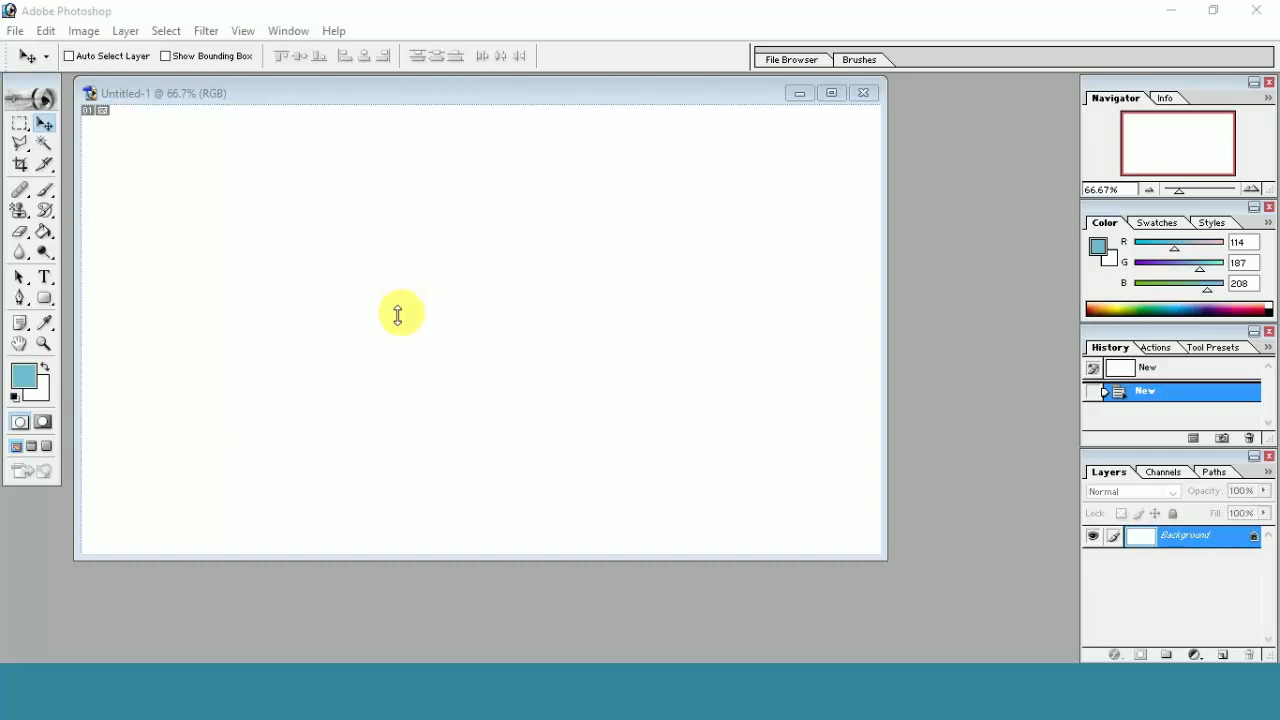 Adobe Photoshop
File Edit Image Layer Select Filter View Window Help
Auto Select Layer Show Bounding Box
File Browser Brushes
Untitled-1 @ 66.7% (RGB)
01
Navigator Info
66.67%
Color Swatches Styles
R 114
G 187
B 208
History Actions Tool Presets
New
New
Layers Channels Paths
Normal Opacity: 100%
Lock: Fill: 100%
Background